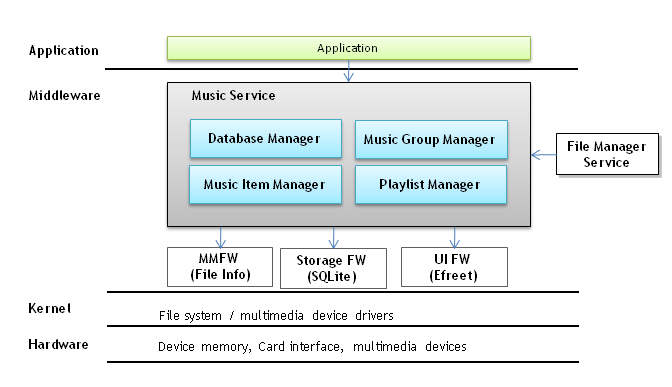 Application
Application
Middleware
Music Service
Database Manager
Music Group Manager
Music Item Manager
Playlist Manager
File Manager
Service
MMFW
(File Info)
Storage FW
(SQLite)
UI FW
(Efreet)
Kernel
File system / multimedia device drivers
Hardware
Device memory, Card interface, multimedia devices